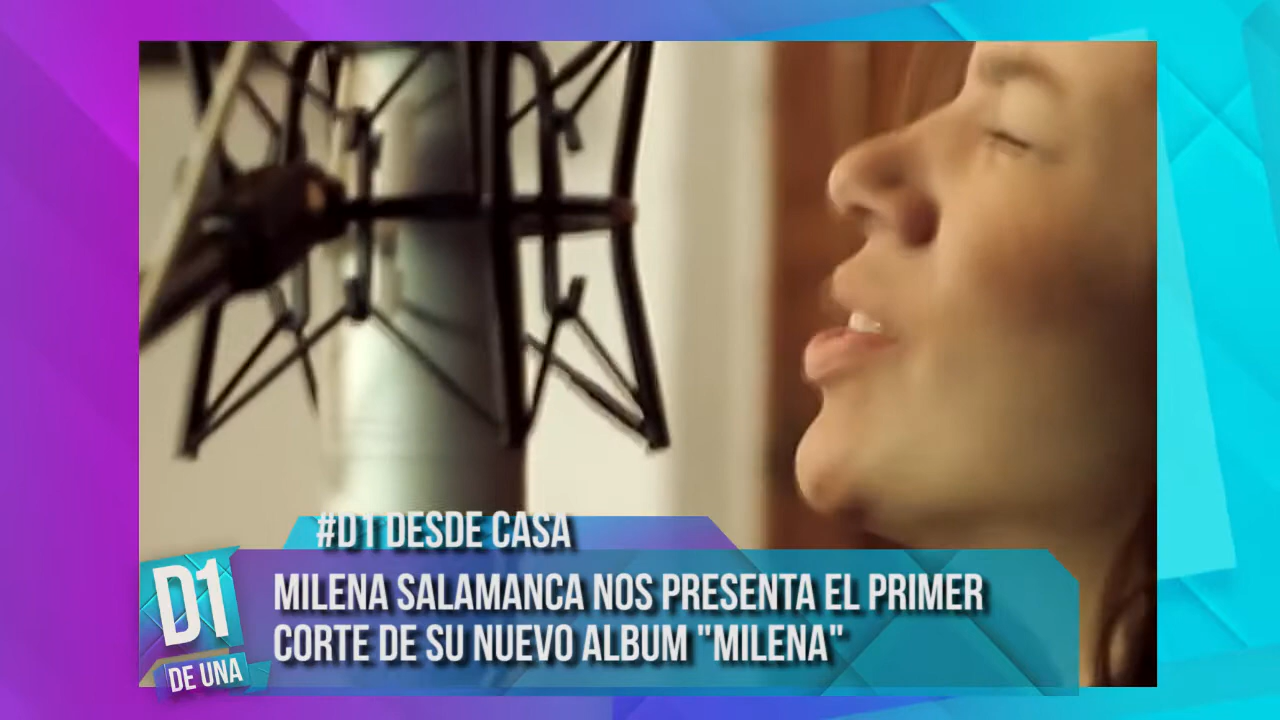 #D1 DESDE CASA
MILENA SALAMANCA NOS PRESENTA EL PRIMER
CORTE DE SU NUEVO ALBUM "MILENA"
D1
DE UNA